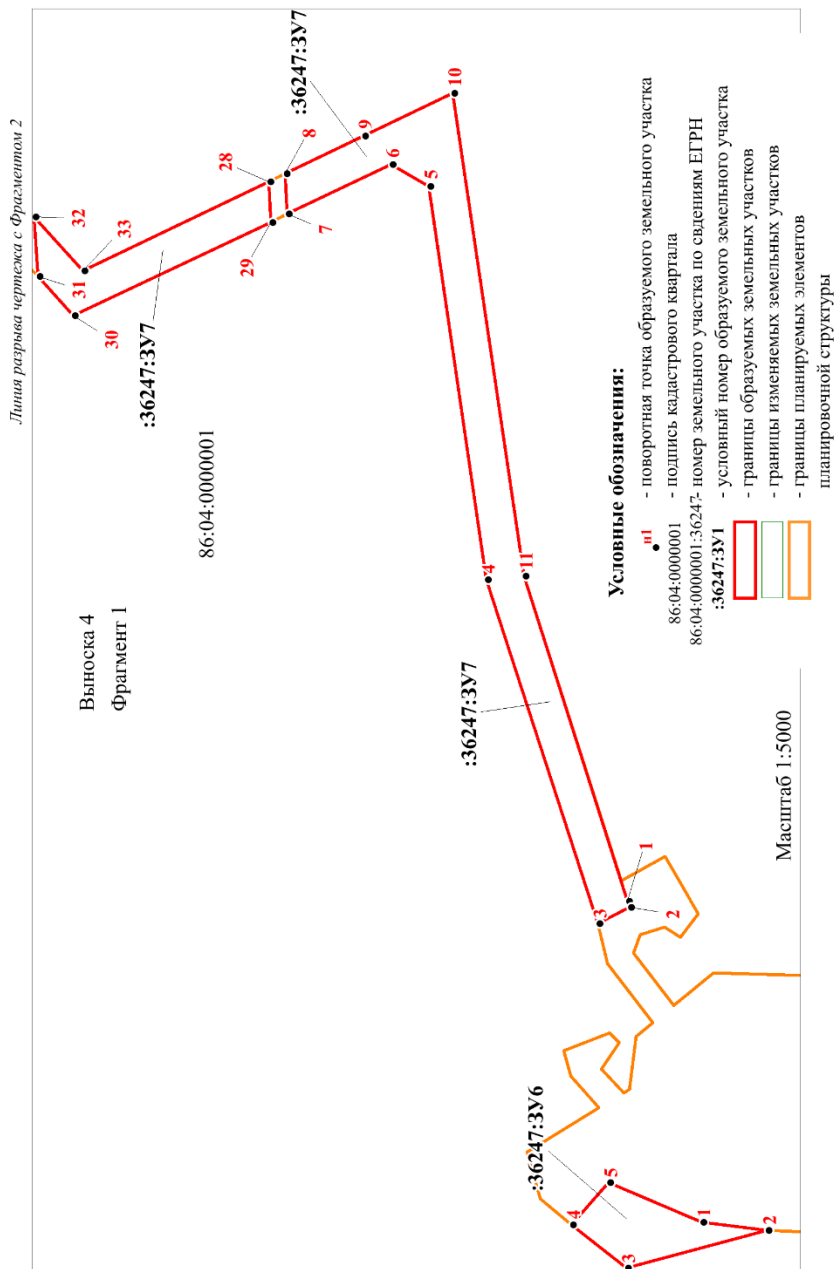 Линия разрыва чертежа с Фрагментом 2
Выноска 4
Фрагмент 1
86:04:0000001
:36247:ЗУ7
:36247:ЗУ7
:36247:ЗУ7
:36247:ЗУ6
32
31
33
30
28
29
8
7
9
6
5
10
4
11
3
1
2
4
5
3
1
2
Масштаб 1:5000
Условные обозначения:
н1 - поворотная точка образуемого земельного участка
86:04:0000001 - подпись кадастрового квартала
86:04:0000001:36247- номер земельного участка по свдениям ЕГРН
:36247:ЗУ1 - условный номер образуемого земельного участка
- границы образуемых земельных участков
- границы изменяемых земельных участков
- границы планируемых элементов
планировочной структуры